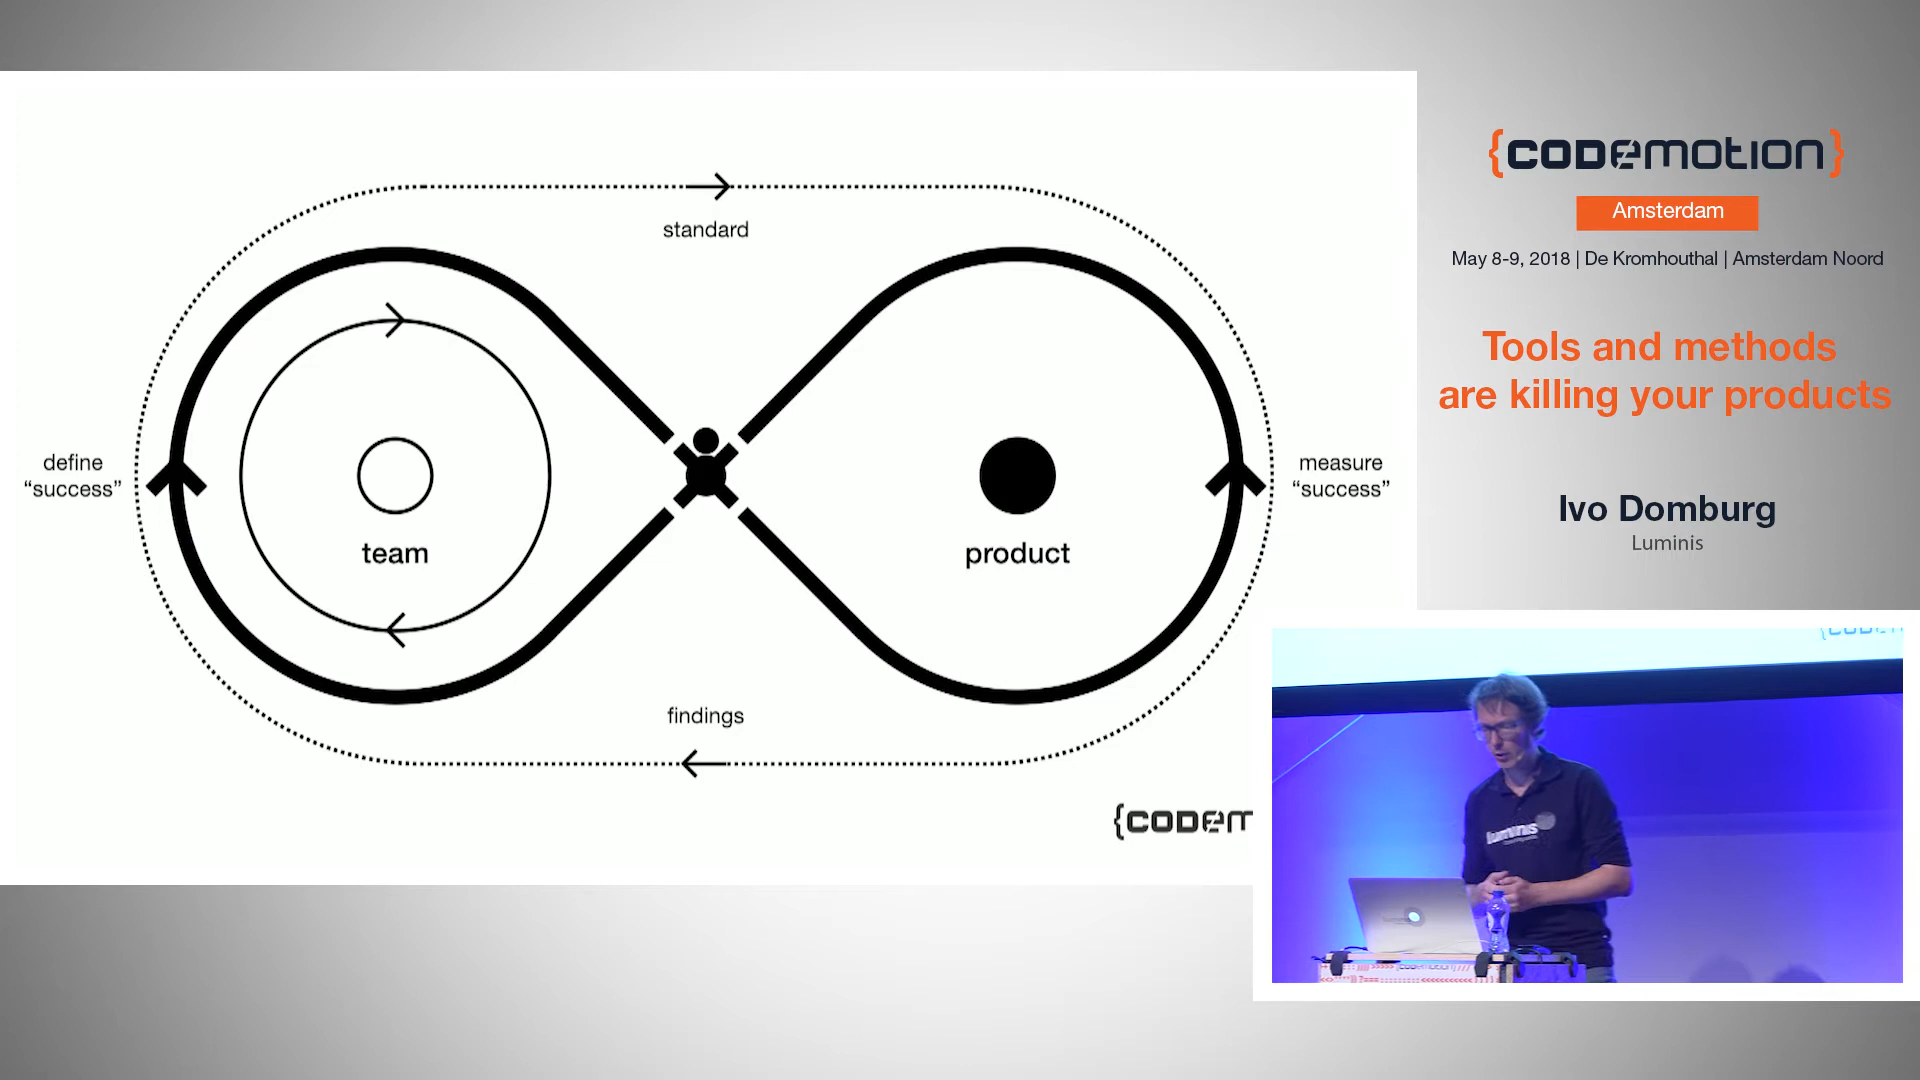 standard
define
“success”
team
product
measure
“success”
findings
{CODEM
{CODEMOTION}
Amsterdam
May 8-9, 2018 | De Kromhouthal | Amsterdam Noord
Tools and methods
are killing your products
Ivo Domburg
Luminis
luminis